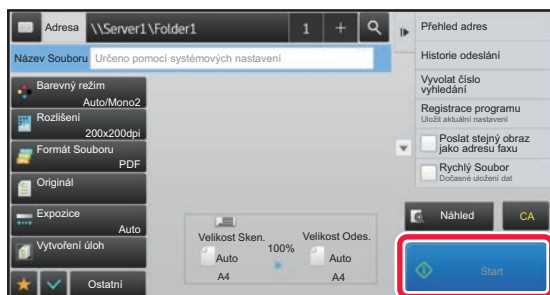 Adresa
\\Server1\Folder1
1
+
Název Souboru
Určeno pomocí systémových nastavení
Barevný režim
Auto/Mono2
Rozlišení
200x200dpi
Formát Souboru
PDF
Originál
Expozice
Auto
Vytvoření úloh
Ostatní
Velikost Sken.
Auto
A4
100%
Velikost Odes.
Auto
A4
Přehled adres
Historie odeslání
Vyvolat číslo
vyhledání
Registrace programu
Uložit aktuální nastavení
Poslat stejný obraz
jako adresu faxu
Rychlý Soubor
Dočasné uložení dat
Náhled
CA
Start